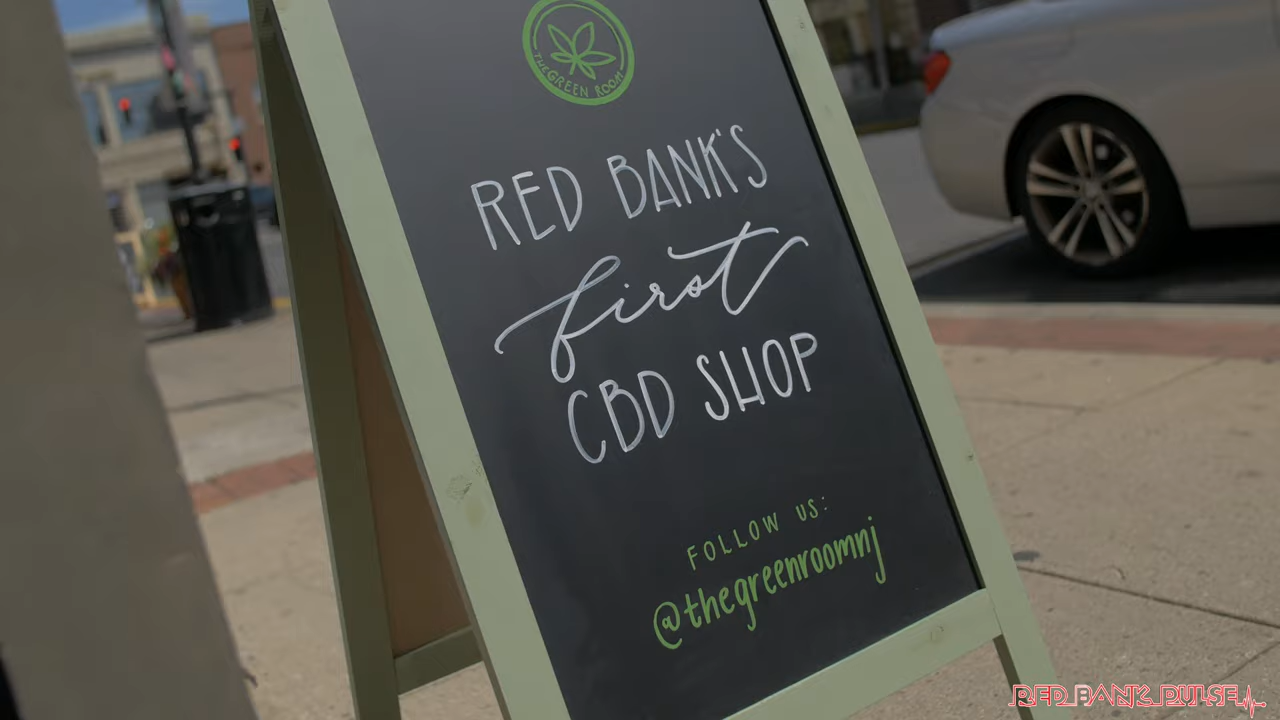 THE GREEN ROOM
RED BANK'S
first
CBD SHOP
FOLLOW US:
@thegreenroomnj
RED BANK PULSE